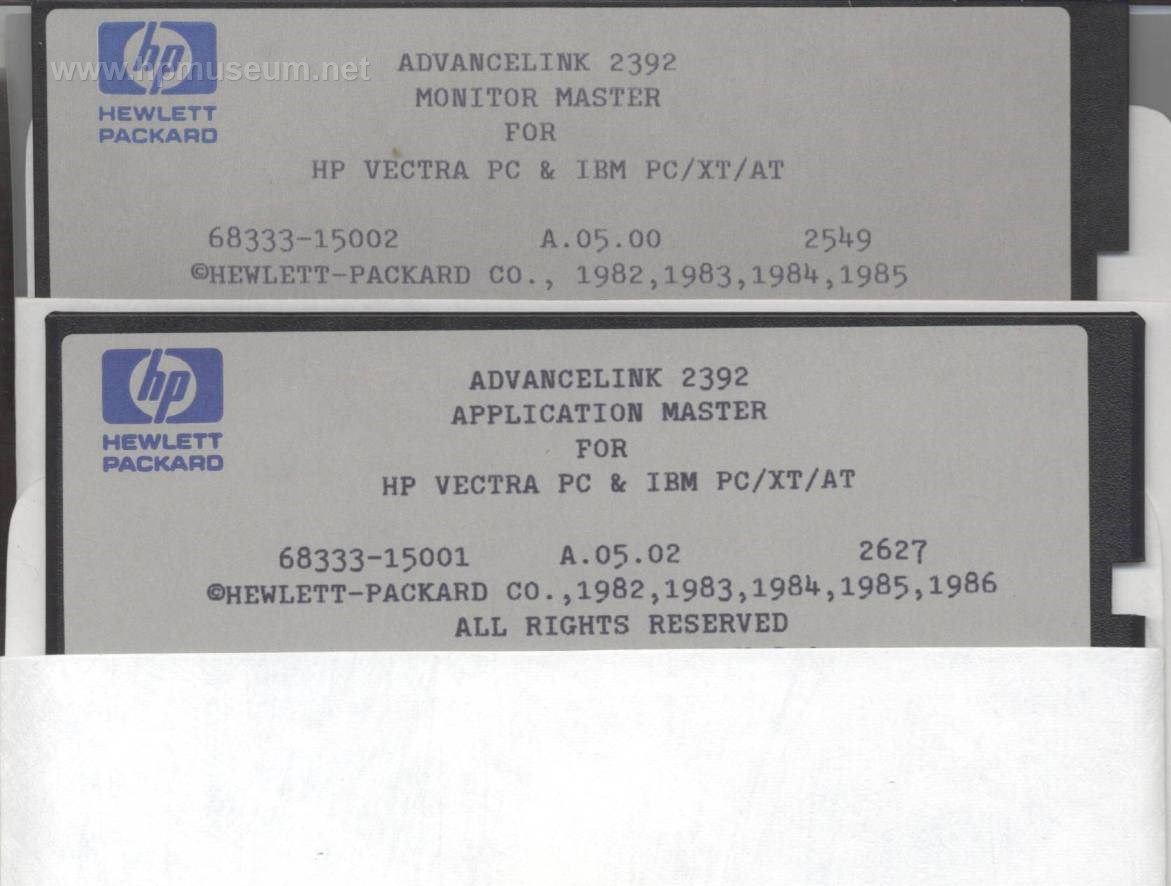 www.hpmuseum.net
hp
HEWLETT
PACKARD
ADVANCELINK 2392
MONITOR MASTER
FOR
HP VECTRA PC & IBM PC/XT/AT
68333-15002 A.05.00 2549
©HEWLETT-PACKARD CO., 1982,1983,1984,1985
hp
HEWLETT
PACKARD
ADVANCELINK 2392
APPLICATION MASTER
FOR
HP VECTRA PC & IBM PC/XT/AT
68333-15001 A.05.02 2627
©HEWLETT-PACKARD CO.,1982,1983,1984,1985,1986
ALL RIGHTS RESERVED